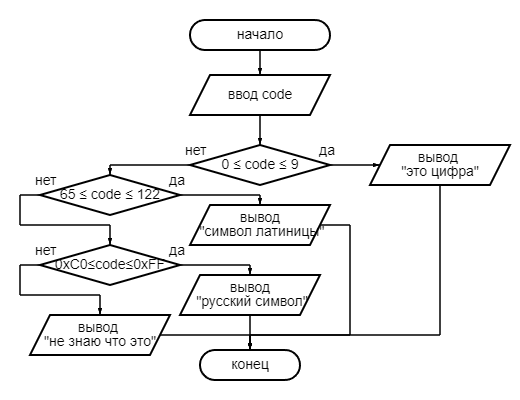 начало
ввод code
нет
0 ≤ code ≤ 9
да
вывод
"это цифра"
нет
65 ≤ code ≤ 122
да
вывод
"символ латиницы"
нет
0xC0≤code≤0xFF
да
вывод
"русский символ"
вывод
"не знаю что это"
конец